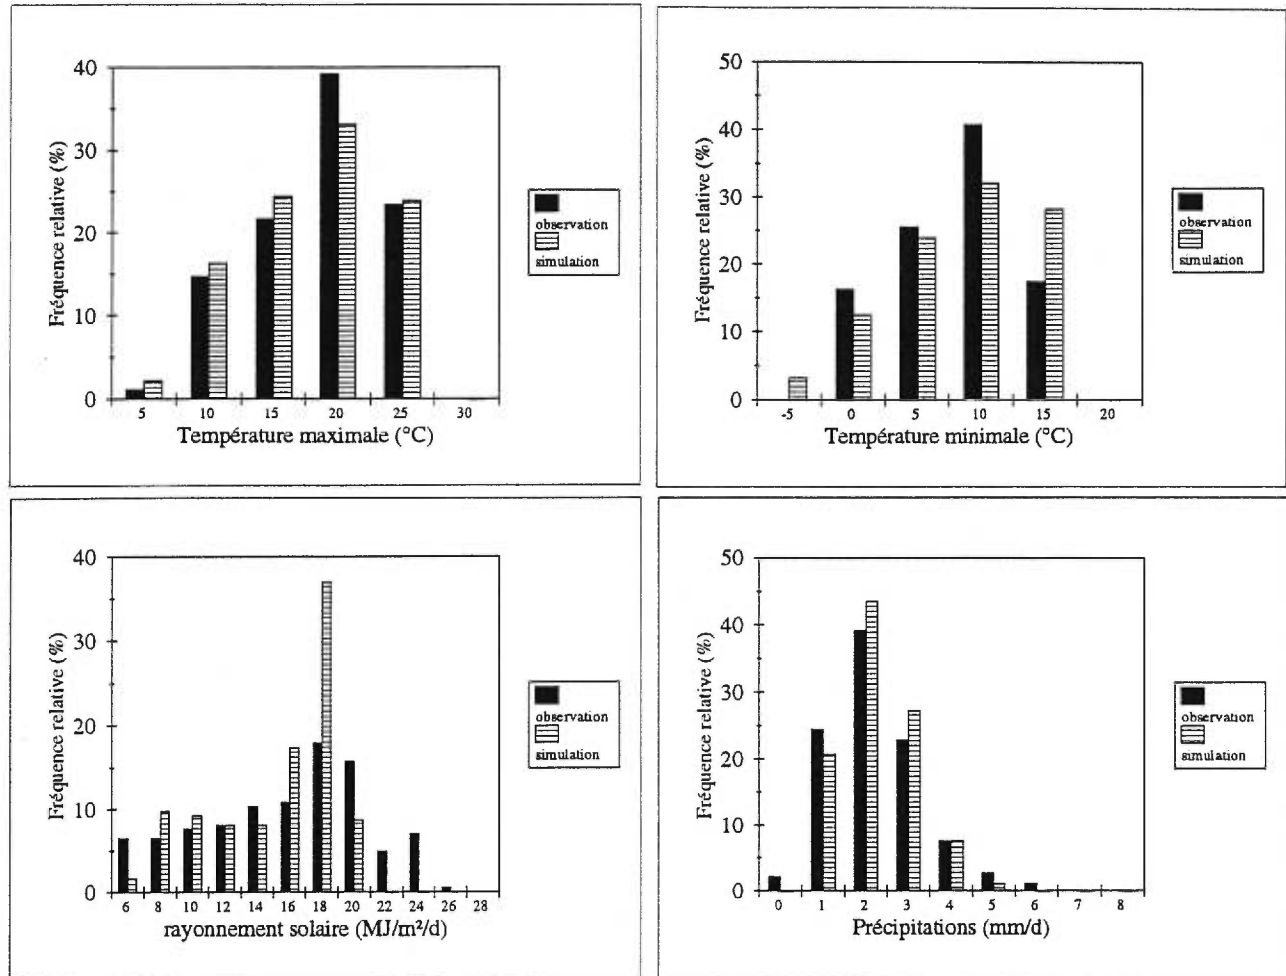 40
30
20
10
0
Fréquence relative (%)
5 10 15 20 25 30
Température maximale (°C)
observation
simulation
50
40
30
20
10
0
Fréquence relative (%)
-5 0 5 10 15 20
Température minimale (°C)
observation
simulation
40
30
20
10
0
Fréquence relative (%)
6 8 10 12 14 16 18 20 22 24 26 28
rayonnement solaire (MJ/m²/d)
observation
simulation
50
40
30
20
10
0
Fréquence relative (%)
0 1 2 3 4 5 6 7 8
Précipitations (mm/d)
observation
simulation